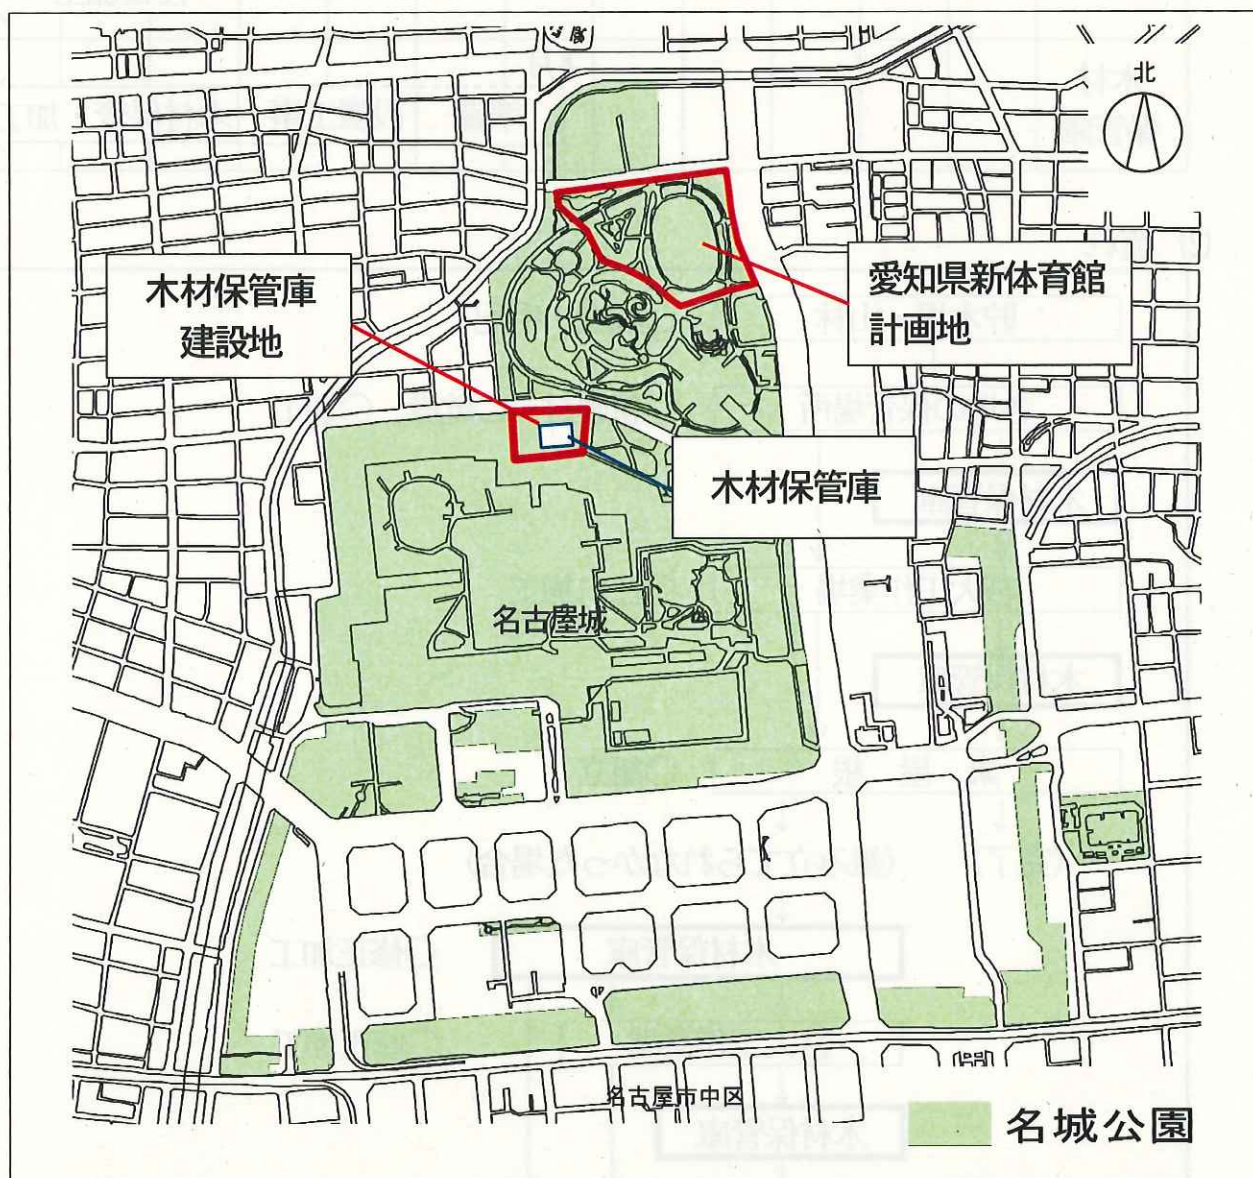 北
木材保管庫
建設地
愛知県新体育館
計画地
木材保管庫
名古屋城
名古屋市中区
名城公園